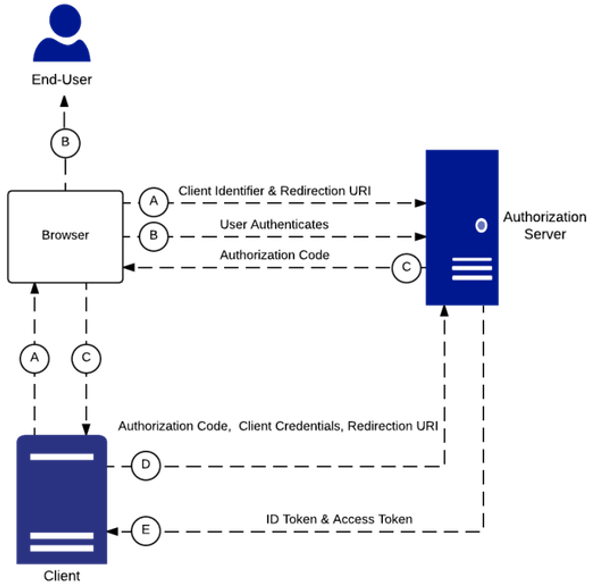 End-User
B
A
Client Identifier & Redirection URI
Browser
B
User Authenticates
Authorization
Server
Authorization Code
C
A
C
Authorization Code, Client Credentials, Redirection URI
D
ID Token & Access Token
E
Client